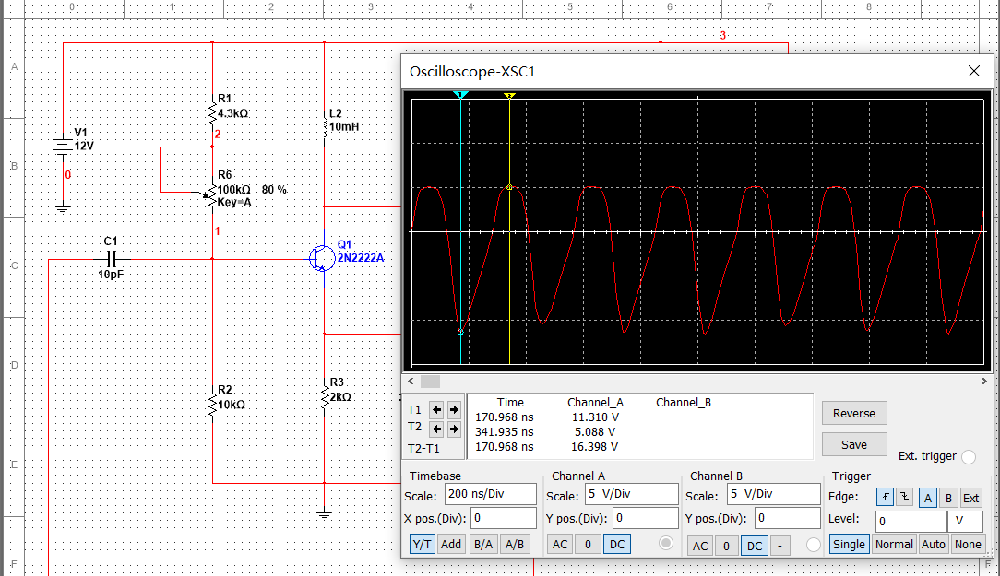 0 1 2 3 4 5 6 7 8
3
A
B
C
D
E
F
V1
12V
0
R1
4.3kΩ
2
L2
10mH
R6
100kΩ 80 %
Key=A
1
C1
10pF
Q1
2N2222A
R2
10kΩ
R3
2kΩ
Oscilloscope-XSC1
1
2
T1
T2
T2-T1
Time Channel_A Channel_B
170.968 ns -11.310 V
341.935 ns 5.088 V
170.968 ns 16.398 V
Reverse
Save
Ext. trigger
Timebase
Scale: 200 ns/Div
X pos.(Div): 0
Y/T Add B/A A/B
Channel A
Scale: 5 V/Div
Y pos.(Div): 0
AC 0 DC
Channel B
Scale: 5 V/Div
Y pos.(Div): 0
AC 0 DC -
Trigger
Edge: A B Ext
Level: 0 V
Single Normal Auto None
F